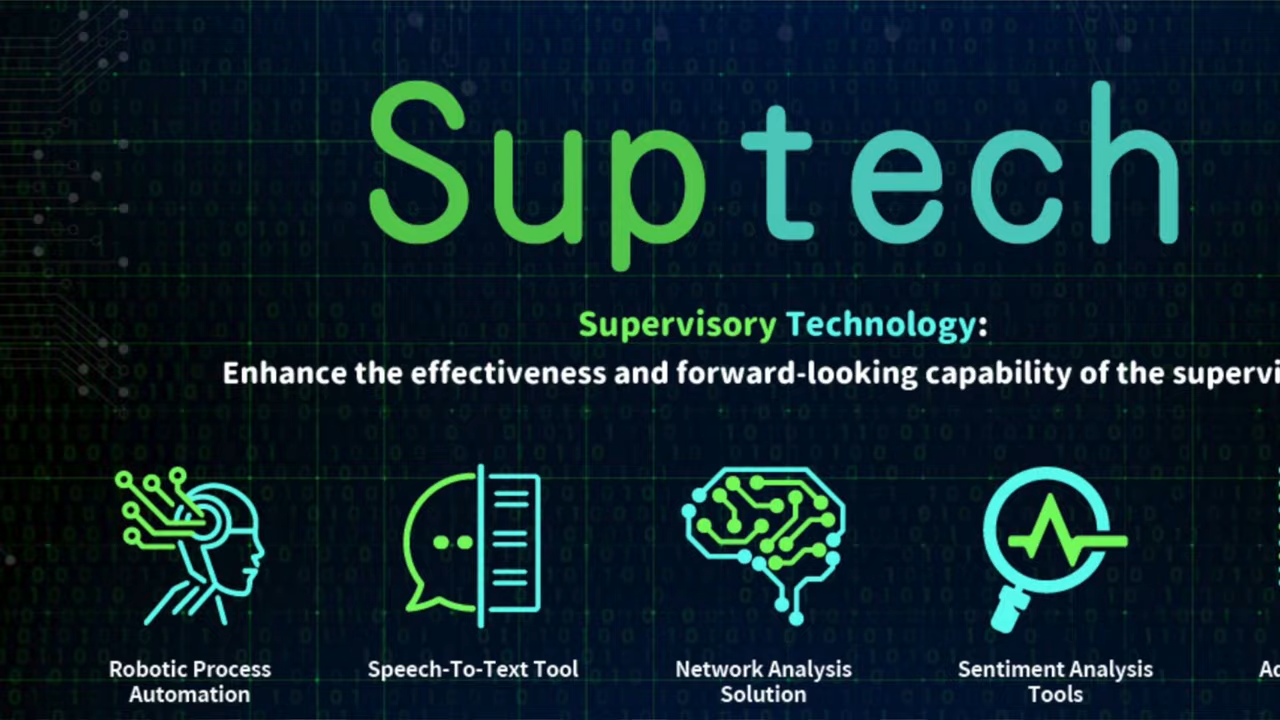 Suptech
Supervisory Technology:
Enhance the effectiveness and forward-looking capability of the
Robotic Process
Automation
Speech-To-Text Tool
Network Analysis
Solution
Sentiment Analysis
Tools